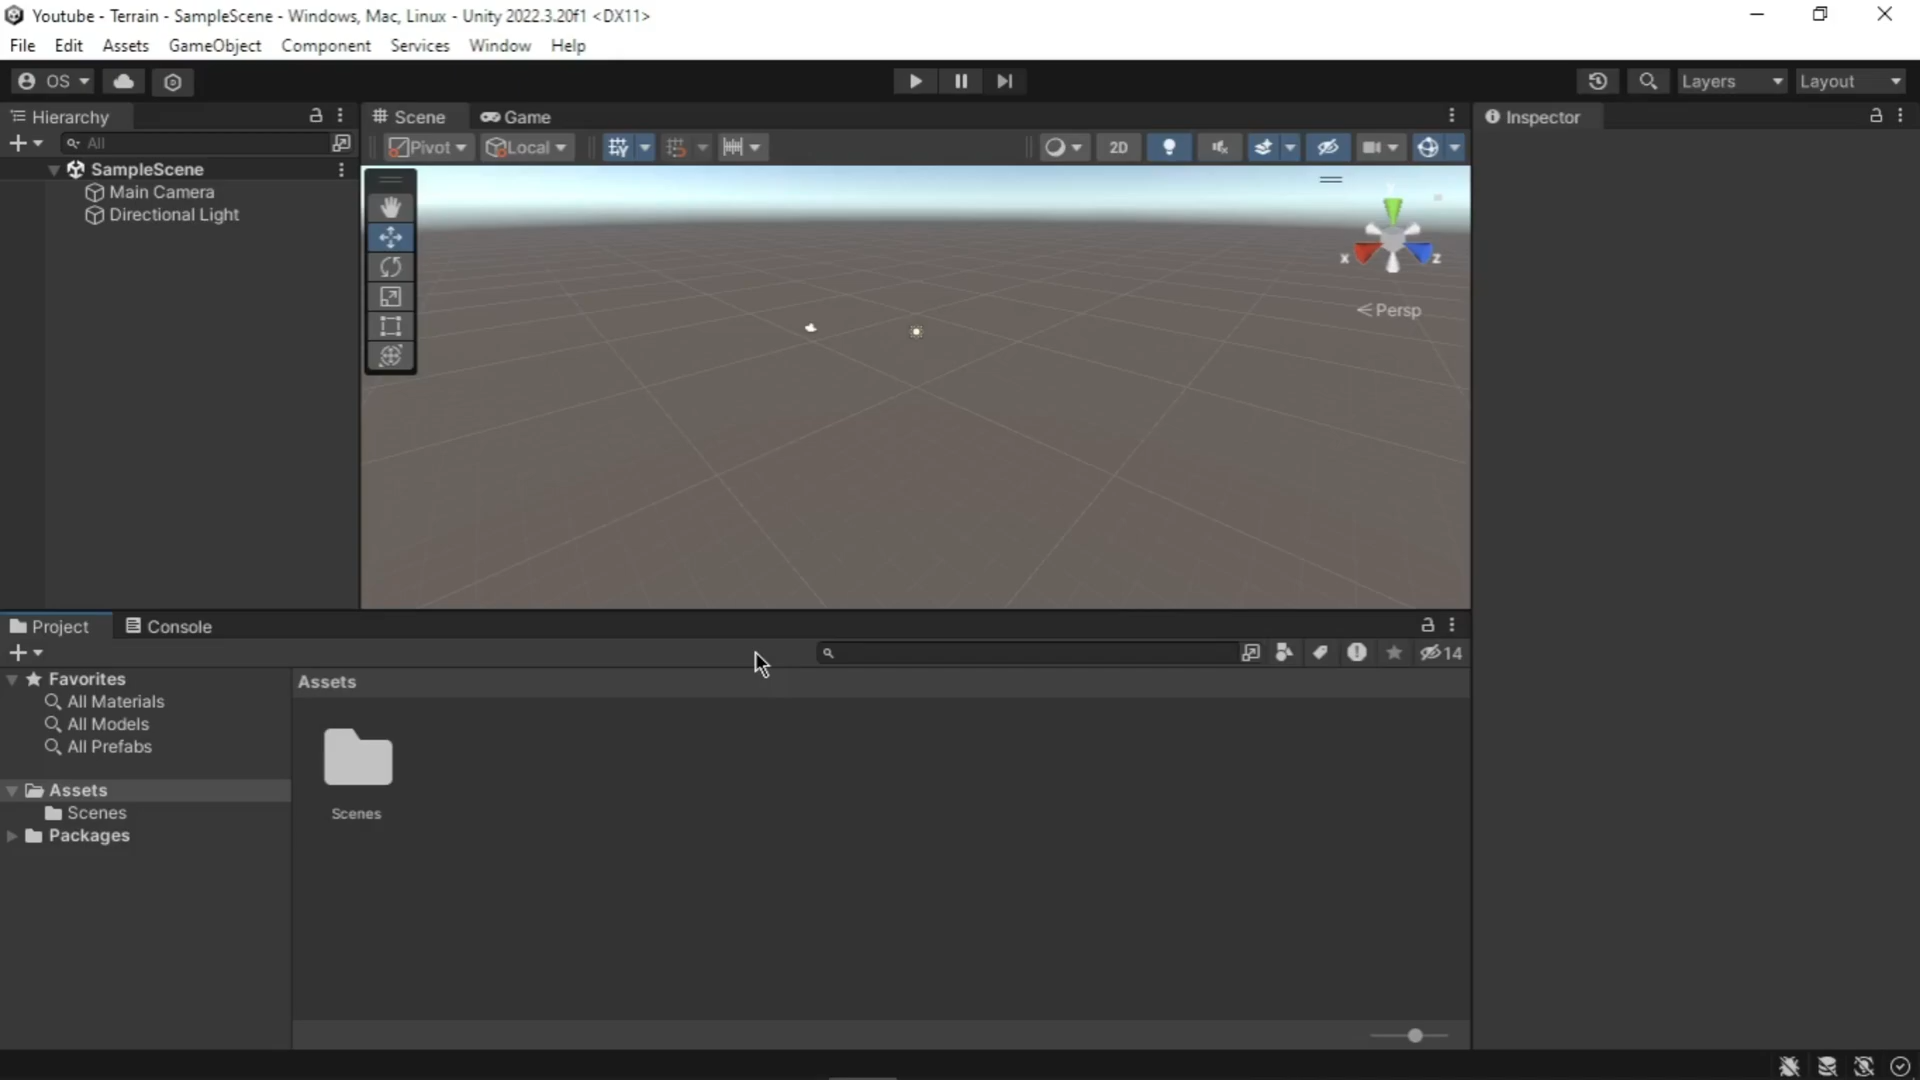 Youtube - Terrain - SampleScene - Windows, Mac, Linux - Unity 2022.3.20f1 <DX11>
File Edit Assets GameObject Component Services Window Help
OS Layers Layout
Hierarchy
All
SampleScene
Main Camera
Directional Light
Scene Game
Pivot Local 2D
x z
< Persp
Inspector
Project Console
14
Favorites
All Materials
All Models
All Prefabs
Assets
Scenes
Packages
Assets
Scenes